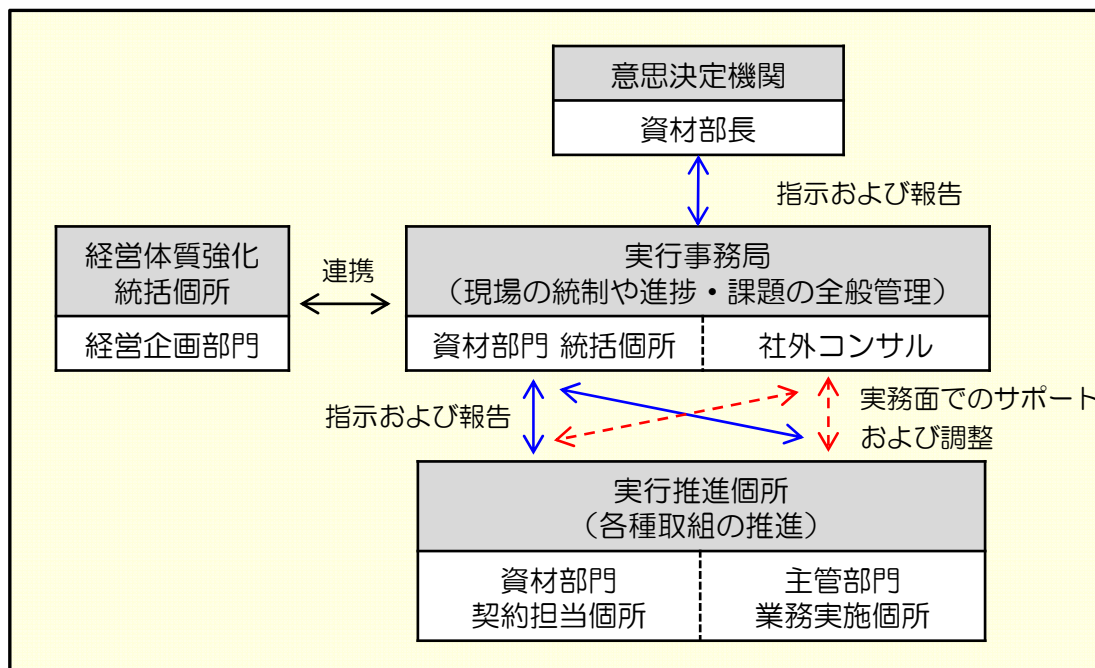 意思決定機関
資材部長
指示および報告
経営体質強化
統括個所
経営企画部門
連携
実行事務局
（現場の統制や進捗・課題の全般管理）
資材部門 統括個所
社外コンサル
指示および報告
実務面でのサポート
および調整
実行推進個所
（各種取組の推進）
資材部門
契約担当個所
主管部門
業務実施個所